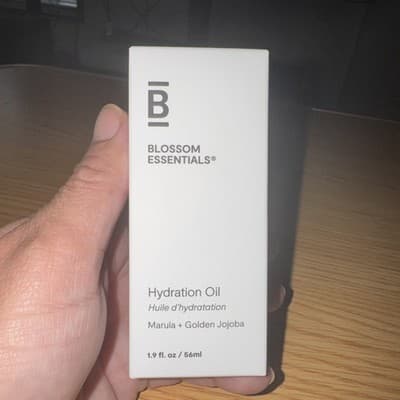 B
BLOSSOM
ESSENTIALS®
Hydration Oil
Huile d'hydratation
Marula + Golden Jojoba
1.9 fl. oz / 56ml